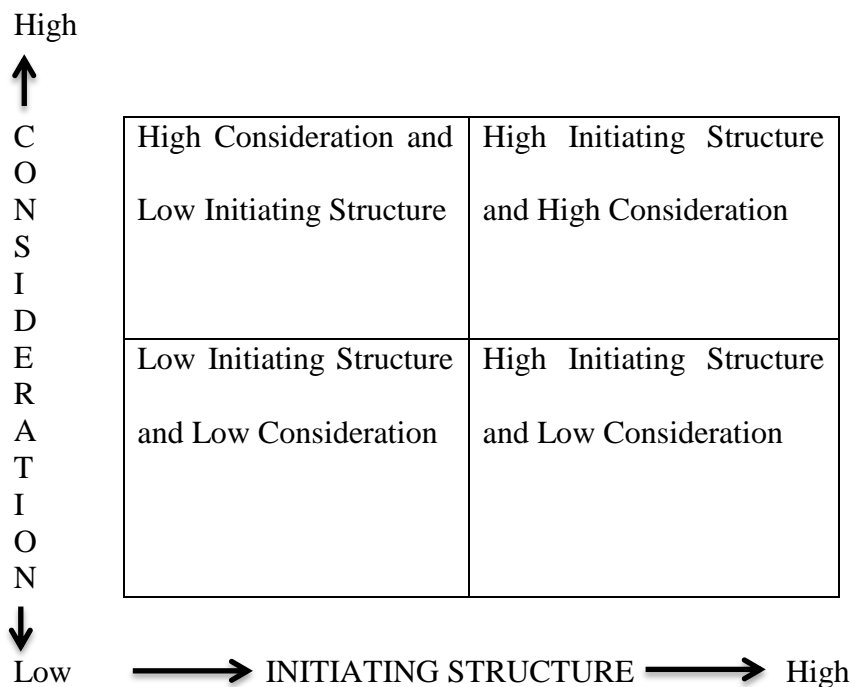 High
CONSIDERATION
High Consideration and
Low Initiating Structure
High Initiating Structure
and High Consideration
Low Initiating Structure
and Low Consideration
High Initiating Structure
and Low Consideration
Low INITIATING STRUCTURE High